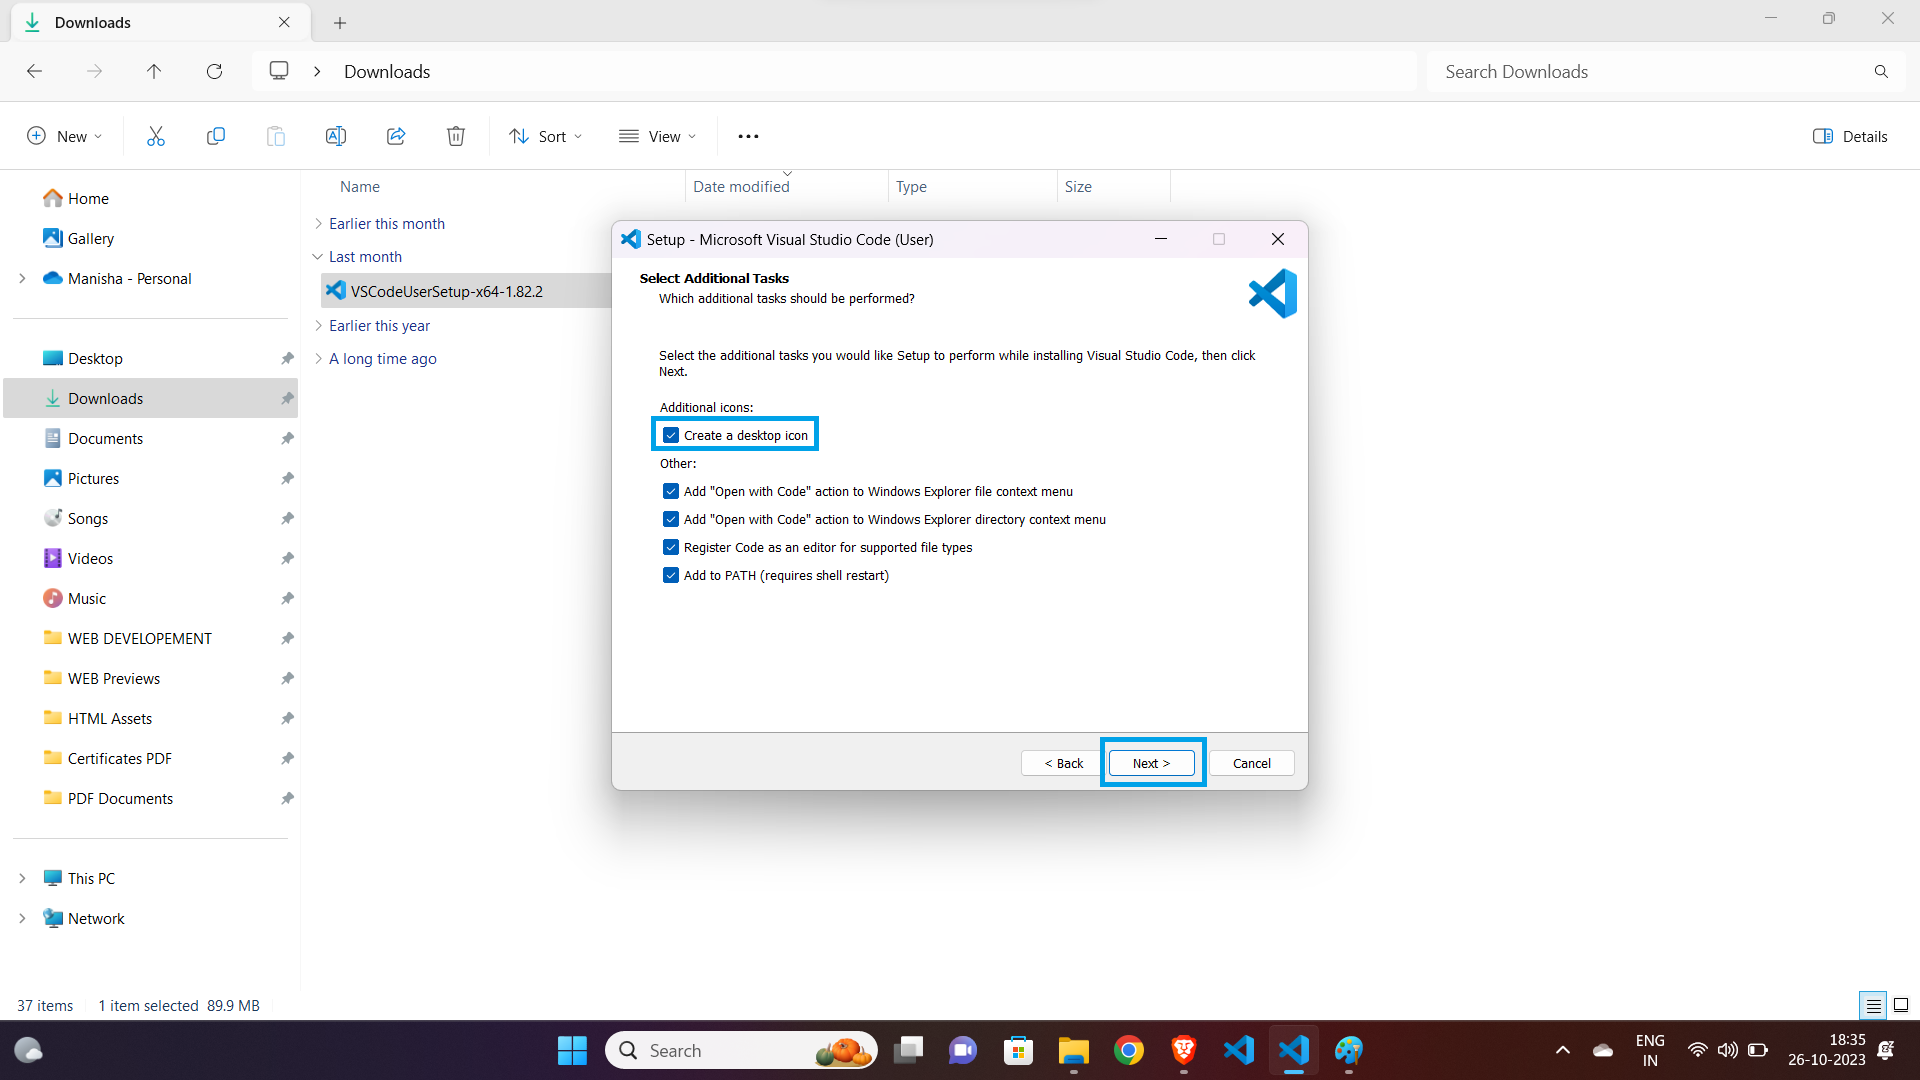 Downloads
Downloads
Search Downloads
New
Sort
View
Details
Home
Gallery
Manisha - Personal
Desktop
Downloads
Documents
Pictures
Songs
Videos
Music
WEB DEVELOPEMENT
WEB Previews
HTML Assets
Certificates PDF
PDF Documents
This PC
Network
Name Date modified Type Size
Earlier this month
Last month
VSCodeUserSetup-x64-1.82.2
Earlier this year
A long time ago
Setup - Microsoft Visual Studio Code (User)
Select Additional Tasks
Which additional tasks should be performed?
Select the additional tasks you would like Setup to perform while installing Visual Studio Code, then click
Next.
Additional icons:
Create a desktop icon
Other:
Add "Open with Code" action to Windows Explorer file context menu
Add "Open with Code" action to Windows Explorer directory context menu
Register Code as an editor for supported file types
Add to PATH (requires shell restart)
< Back Next > Cancel
37 items 1 item selected 89.9 MB
Search
ENG
IN
18:35
26-10-2023